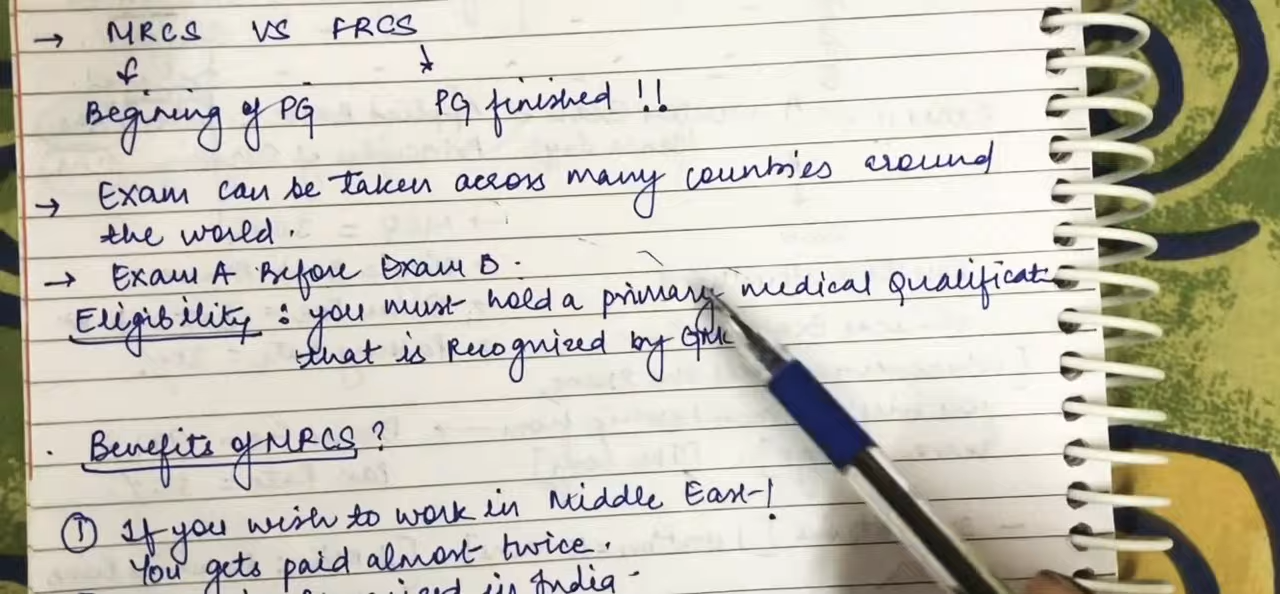 → MRCS VS FRCS
Begining of PG PG finished !!
→ Exam can be taken across many countries around
the world.
→ Exam A Before Exam B.
Eligibility : you must hold a primary medical Qualificat
that is Recognized by
Benefits of MRCS ?
① If you wish to work in Middle East !
You gets paid almost twice.
in India